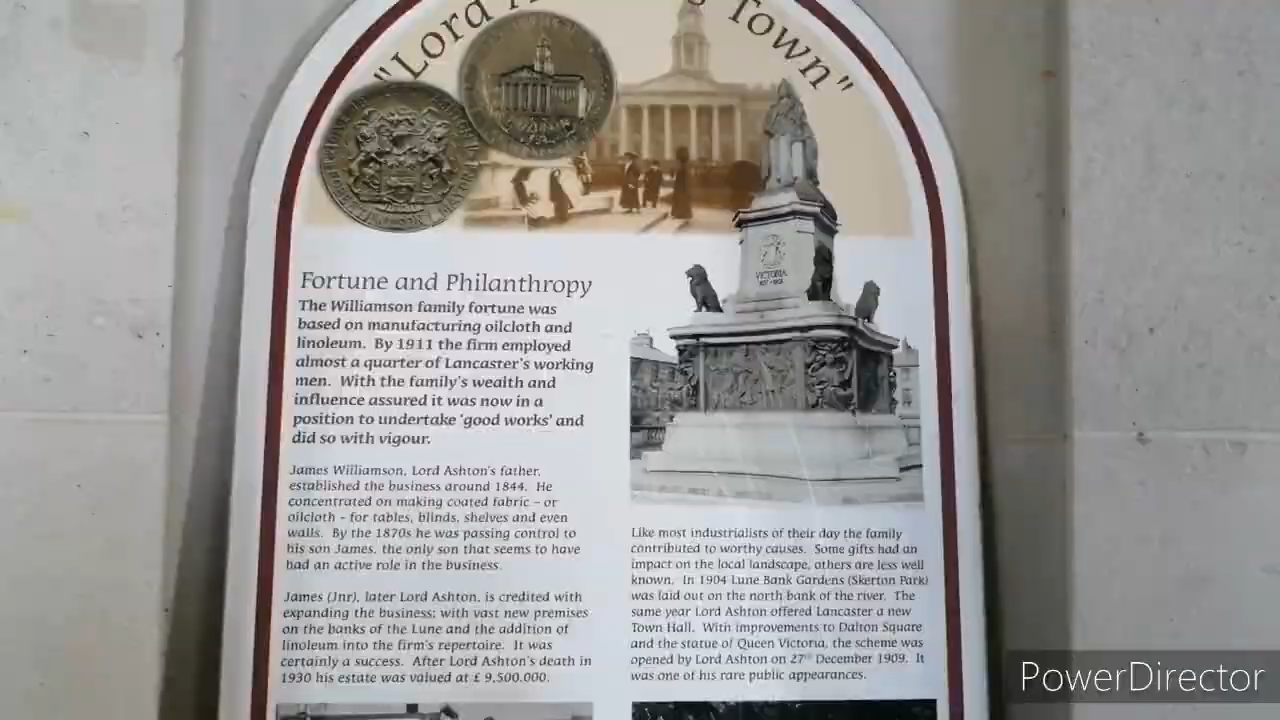 "Lord Town"
Fortune and Philanthropy
The Williamson family fortune was
based on manufacturing oilcloth and
linoleum. By 1911 the firm employed
almost a quarter of Lancaster's working
men. With the family's wealth and
influence assured it was now in a
position to undertake 'good works' and
did so with vigour.
James Williamson, Lord Ashton's father,
established the business around 1844. He
concentrated on making coated fabric – or
oilcloth – for tables, blinds, shelves and even
walls. By the 1870s he was passing control to
his son James, the only son that seems to have
had an active role in the business.
James (Jnr), later Lord Ashton, is credited with
expanding the business; with vast new premises
on the banks of the Lune and the addition of
linoleum into the firm's repertoire. It was
certainly a success. After Lord Ashton's death in
1930 his estate was valued at £ 9,500,000.
VICTORIA
Like most industrialists of their day the family
contributed to worthy causes. Some gifts had an
impact on the local landscape, others are less well
known. In 1904 Lune Bank Gardens (Skerton Park)
was laid out on the north bank of the river. The
same year Lord Ashton offered Lancaster a new
Town Hall. With improvements to Dalton Square
and the statue of Queen Victoria, the scheme was
opened by Lord Ashton on 27th December 1909. It
was one of his rare public appearances.
PowerDirector